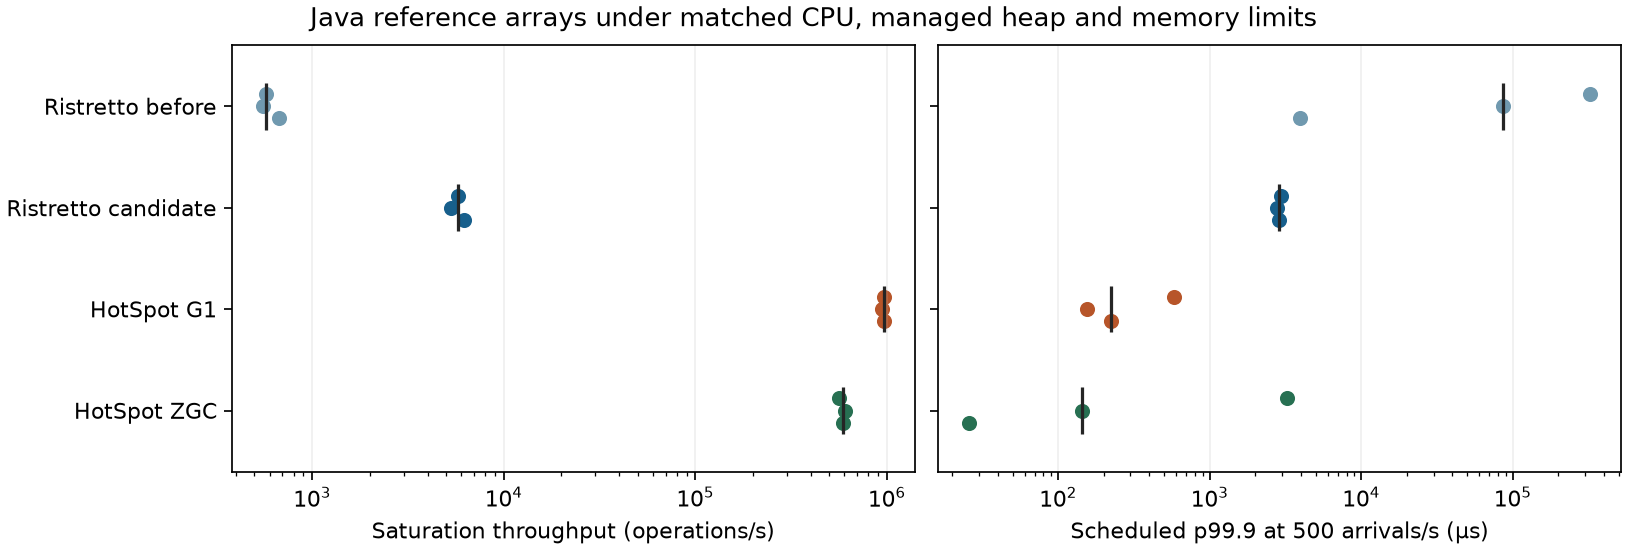 Java reference arrays under matched CPU, managed heap and memory limits
Ristretto before
Ristretto candidate
HotSpot G1
HotSpot ZGC
10³ 10⁴ 10⁵ 10⁶
Saturation throughput (operations/s)
10² 10³ 10⁴ 10⁵
Scheduled p99.9 at 500 arrivals/s (µs)